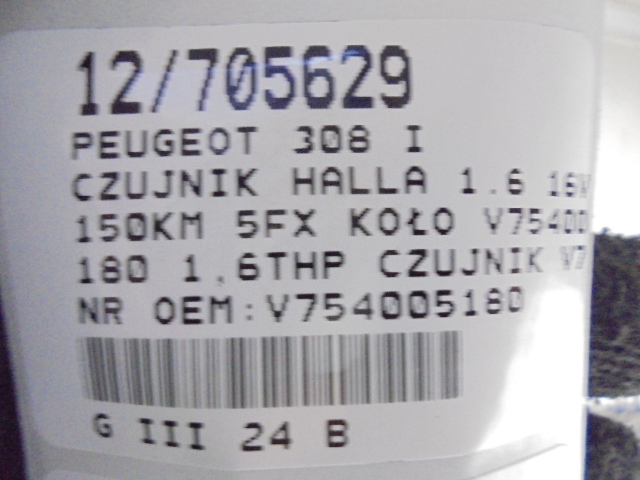 12/705629
PEUGEOT 308 I
CZUJNIK HALLA 1.6 16V
150KM 5FX KOŁO V75400
180 1.6THP CZUJNIK V7
NR OEM:V754005180
G III 24 B